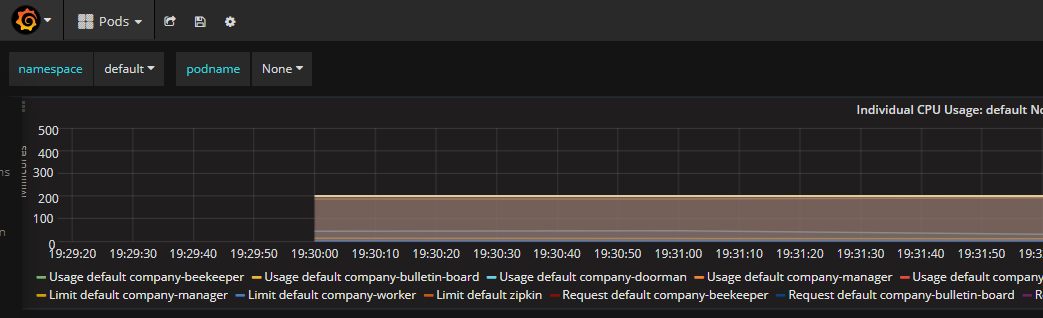 Pods
namespace default podname None
Individual CPU Usage: default No
500
400
300
200
100
0
19:29:20 19:29:30 19:29:40 19:29:50 19:30:00 19:30:10 19:30:20 19:30:30 19:30:40 19:30:50 19:31:00 19:31:10 19:31:20 19:31:30 19:31:40 19:31:50 19:3
Usage default company-beekeeper Usage default company-bulletin-board Usage default company-doorman Usage default company-manager Usage default company
Limit default company-manager Limit default company-worker Limit default zipkin Request default company-beekeeper Request default company-bulletin-board